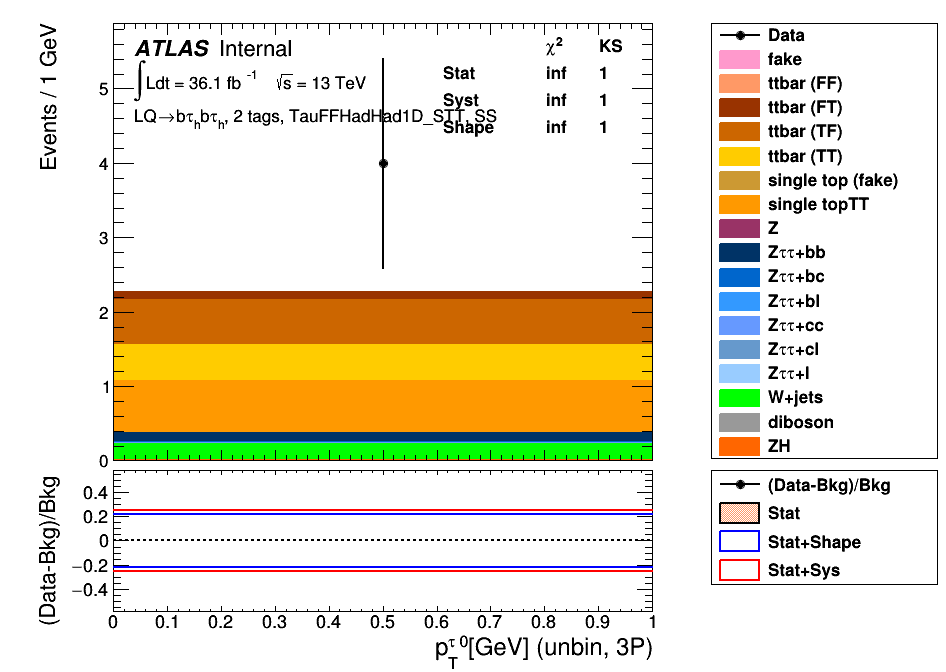 Events / 1 GeV
ATLAS Internal
∫Ldt = 36.1 fb⁻¹ √s = 13 TeV
LQ→bτₕbτₕ, 2 tags, TauFFHadHad1D_STT, SS
χ² KS
Stat inf 1
Syst inf 1
Shape inf 1
5
4
3
2
1
0
Data
fake
ttbar (FF)
ttbar (FT)
ttbar (TF)
ttbar (TT)
single top (fake)
single topTT
Z
Zττ+bb
Zττ+bc
Zττ+bl
Zττ+cc
Zττ+cl
Zττ+l
W+jets
diboson
ZH
(Data-Bkg)/Bkg
0.4
0.2
0
−0.2
−0.4
0 0.1 0.2 0.3 0.4 0.5 0.6 0.7 0.8 0.9 1
p_T^τ 0[GeV] (unbin, 3P)
(Data-Bkg)/Bkg
Stat
Stat+Shape
Stat+Sys